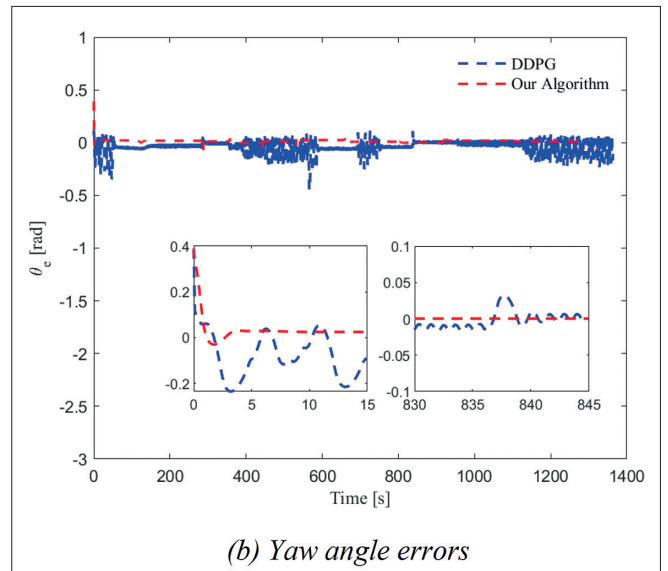 1
0.5
0
-0.5
-1
-1.5
-2
-2.5
-3
θe [rad]
DDPG
Our Algorithm
0.4
0.2
0
-0.2
0 5 10 15
0.1
0.05
0
-0.05
-0.1
830 835 840 845
0 200 400 600 800 1000 1200 1400
Time [s]
(b) Yaw angle errors